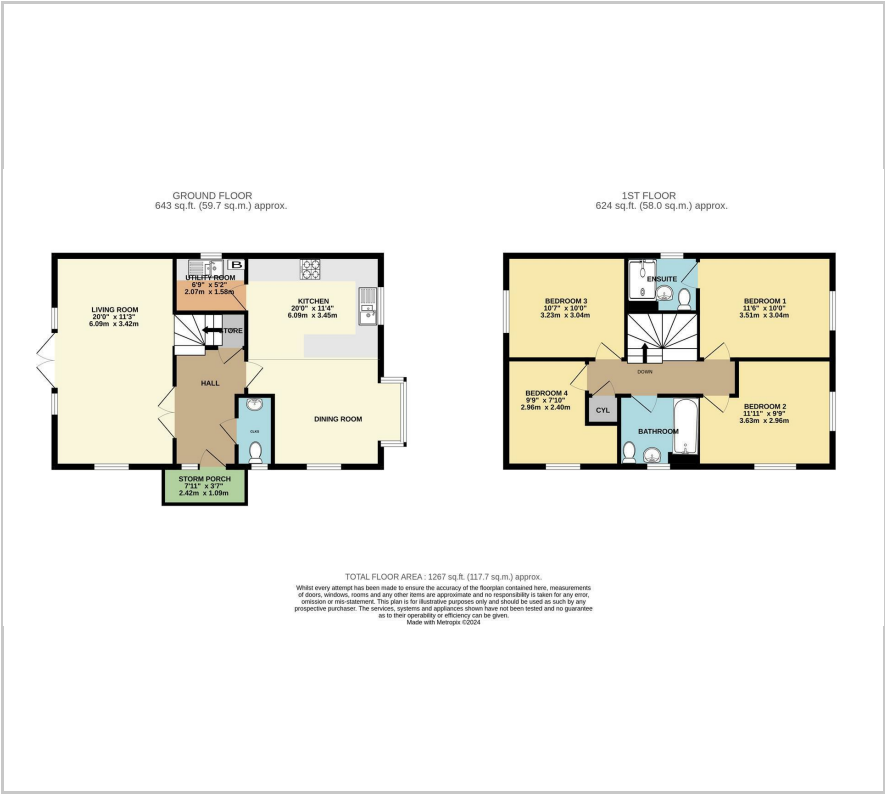 GROUND FLOOR
643 sq.ft. (59.7 sq.m.) approx.
UTILITY ROOM
6'9" x 5'2"
2.07m x 1.58m
B
LIVING ROOM
20'0" x 11'3"
6.09m x 3.42m
KITCHEN
20'0" x 11'4"
6.09m x 3.45m
STORE
HALL
DINING ROOM
CLKS
STORM PORCH
7'11" x 3'7"
2.42m x 1.09m
1ST FLOOR
624 sq.ft. (58.0 sq.m.) approx.
ENSUITE
BEDROOM 3
10'7" x 10'0"
3.23m x 3.04m
BEDROOM 1
11'6" x 10'0"
3.51m x 3.04m
DOWN
BEDROOM 4
9'9" x 7'10"
2.96m x 2.40m
CYL
BATHROOM
BEDROOM 2
11'11" x 9'9"
3.63m x 2.96m
TOTAL FLOOR AREA : 1267 sq.ft. (117.7 sq.m.) approx.
Whilst every attempt has been made to ensure the accuracy of the floorplan contained here, measurements
of doors, windows, rooms and any other items are approximate and no responsibility is taken for any error,
omission or mis-statement. This plan is for illustrative purposes only and should be used as such by any
prospective purchaser. The services, systems and appliances shown have not been tested and no guarantee
as to their operability or efficiency can be given.
Made with Metropix ©2024